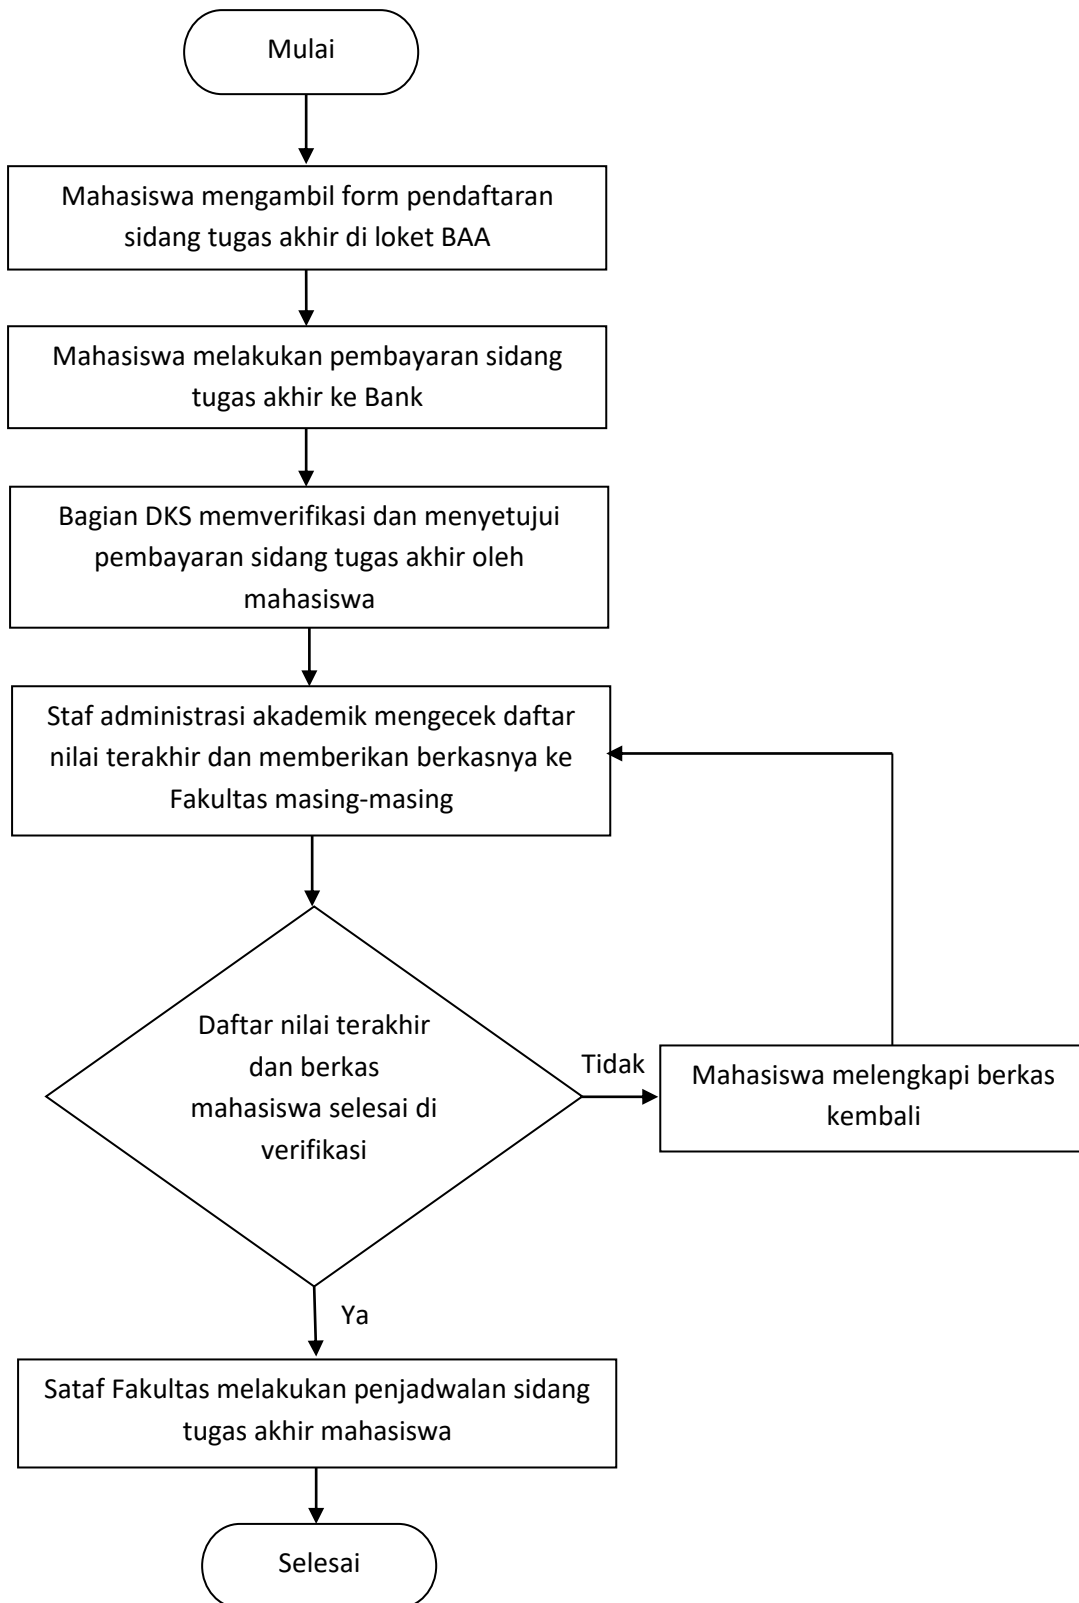 Mulai
Mahasiswa mengambil form pendaftaran
sidang tugas akhir di loket BAA
Mahasiswa melakukan pembayaran sidang
tugas akhir ke Bank
Bagian DKS memverifikasi dan menyetujui
pembayaran sidang tugas akhir oleh
mahasiswa
Staf administrasi akademik mengecek daftar
nilai terakhir dan memberikan berkasnya ke
Fakultas masing-masing
Daftar nilai terakhir
dan berkas
mahasiswa selesai di
verifikasi
Tidak
Mahasiswa melengkapi berkas
kembali
Ya
Sataf Fakultas melakukan penjadwalan sidang
tugas akhir mahasiswa
Selesai